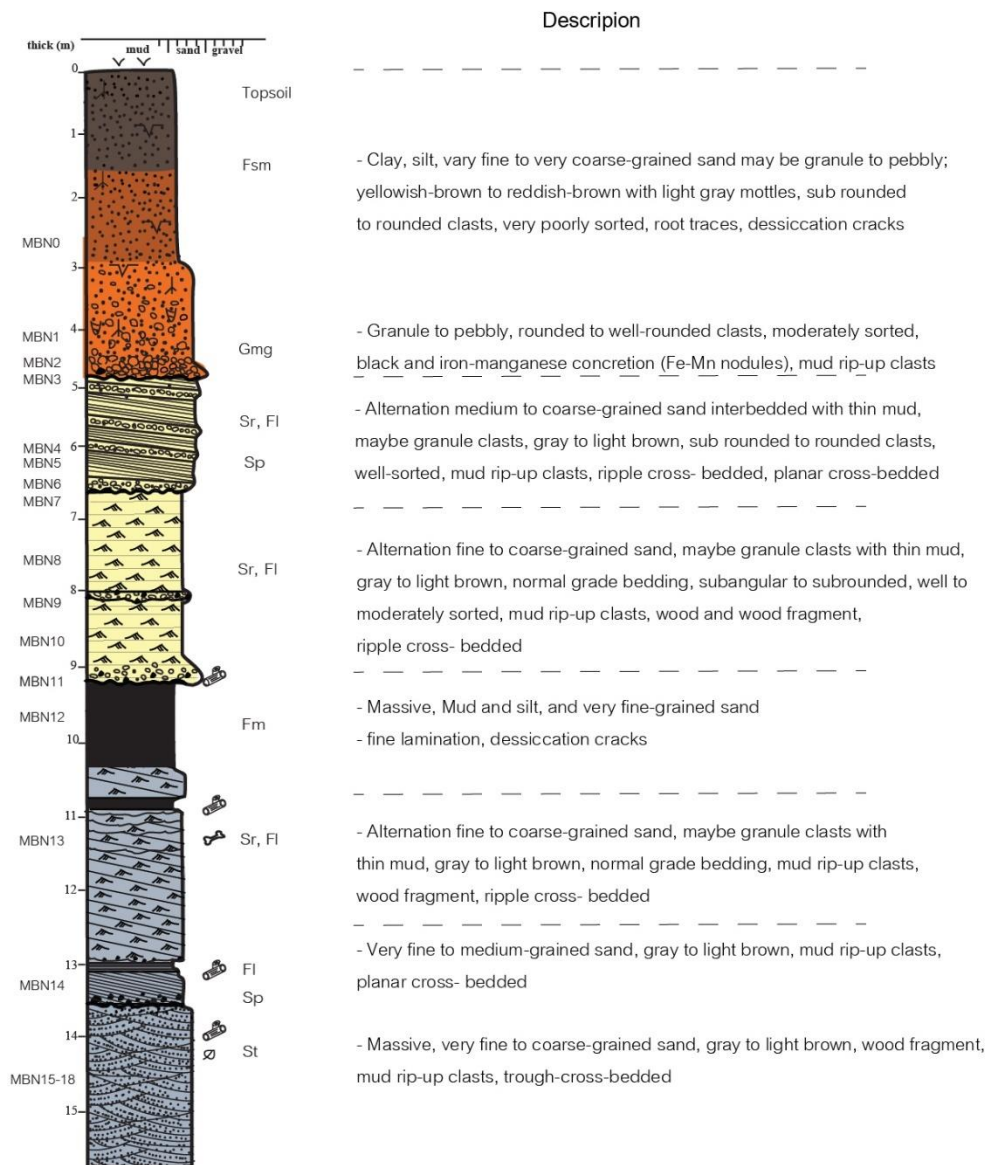 Descripion
thick (m)
mud sand gravel
0
Topsoil
1
- Clay, silt, vary fine to very coarse-grained sand may be granule to pebbly;
Fsm
yellowish-brown to reddish-brown with light gray mottles, sub rounded
2
to rounded clasts, very poorly sorted, root traces, dessiccation cracks
MBN0
3
4
MBN1
- Granule to pebbly, rounded to well-rounded clasts, moderately sorted,
Gmg
MBN2
black and iron-manganese concretion (Fe-Mn nodules), mud rip-up clasts
MBN3
5
- Alternation medium to coarse-grained sand interbedded with thin mud,
Sr, Fl
maybe granule clasts, gray to light brown, sub rounded to rounded clasts,
6
MBN4
MBN5
Sp
well-sorted, mud rip-up clasts, ripple cross- bedded, planar cross-bedded
MBN6
MBN7
7
- Alternation fine to coarse-grained sand, maybe granule clasts with thin mud,
MBN8
Sr, Fl
gray to light brown, normal grade bedding, subangular to subrounded, well to
8
MBN9
moderately sorted, mud rip-up clasts, wood and wood fragment,
MBN10
ripple cross- bedded
9
MBN11
- Massive, Mud and silt, and very fine-grained sand
MBN12
Fm
10
- fine lamination, dessiccation cracks
11
- Alternation fine to coarse-grained sand, maybe granule clasts with
MBN13
Sr, Fl
thin mud, gray to light brown, normal grade bedding, mud rip-up clasts,
12
wood fragment, ripple cross- bedded
- Very fine to medium-grained sand, gray to light brown, mud rip-up clasts,
13
Fl
MBN14
planar cross- bedded
Sp
14
St
- Massive, very fine to coarse-grained sand, gray to light brown, wood fragment,
MBN15-18
mud rip-up clasts, trough-cross-bedded
15